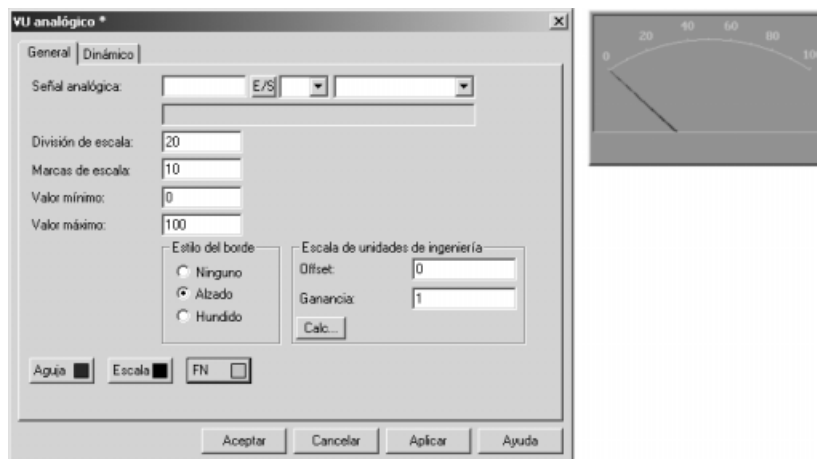 VU analógico *
General Dinámico
Señal analógica: E/S
División de escala: 20
Marcas de escala: 10
Valor mínimo: 0
Valor máximo: 100
Estilo del borde
Ninguno
Alzado
Hundido
Escala de unidades de ingeniería
Offset: 0
Ganancia: 1
Calc...
Aguja Escala FN
Aceptar Cancelar Aplicar Ayuda
0 20 40 60 80 100